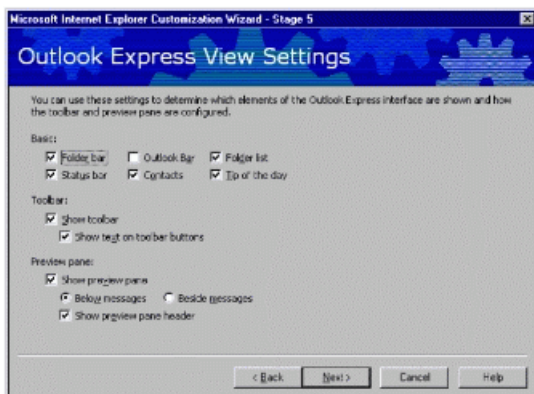 Microsoft Internet Explorer Customization Wizard - Stage 5
Outlook Express View Settings
You can use these settings to determine which elements of the Outlook Express interface are shown and how
the toolbar and preview pane are configured.
Basic:
Folder bar Outlook Bar Folder list
Status bar Contacts Tip of the day
Toolbar:
Show toolbar
Show text on toolbar buttons
Preview pane:
Show preview pane
Below messages Beside messages
Show preview pane header
< Back Next > Cancel Help